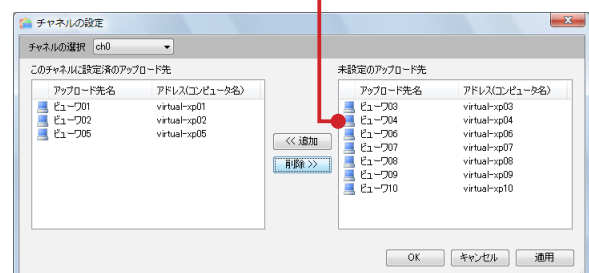 チャネルの設定
チャネルの選択 ch0
このチャネルに設定済のアップロード先
アップロード先名 アドレス(コンピュータ名)
ビューワ01 virtual-xp01
ビューワ02 virtual-xp02
ビューワ05 virtual-xp05
<< 追加
削除 >>
未設定のアップロード先
アップロード先名 アドレス(コンピュータ名)
ビューワ03 virtual-xp03
ビューワ04 virtual-xp04
ビューワ06 virtual-xp06
ビューワ07 virtual-xp07
ビューワ08 virtual-xp08
ビューワ09 virtual-xp09
ビューワ10 virtual-xp10
OK キャンセル 適用